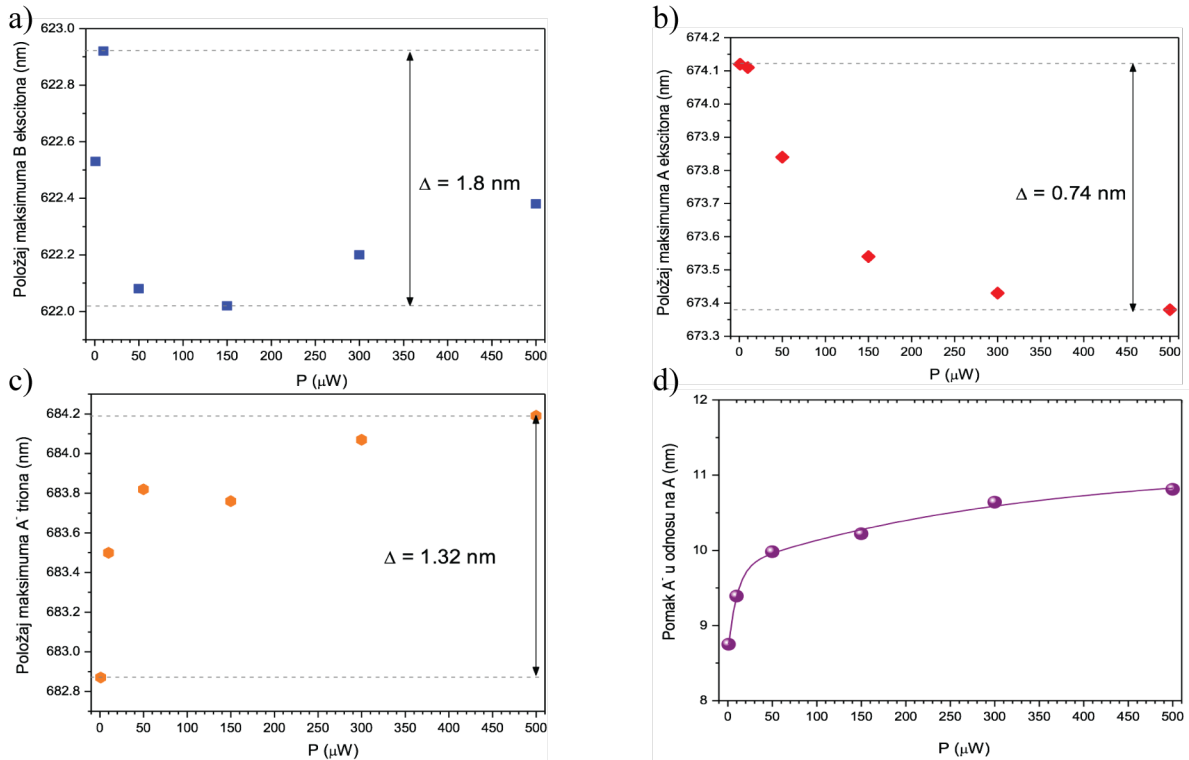 a)
Položaj maksimuma B ekscitona (nm)
623.0
622.8
622.6
622.4
622.2
622.0
Δ = 1.8 nm
0 50 100 150 200 250 300 350 400 450 500
P (μW)
b)
Položaj maksimuma A ekscitona (nm)
674.2
674.1
674.0
673.9
673.8
673.7
673.6
673.5
673.4
673.3
Δ = 0.74 nm
0 50 100 150 200 250 300 350 400 450 500
P (μW)
c)
Položaj maksimuma A⁻ triona (nm)
684.2
684.0
683.8
683.6
683.4
683.2
683.0
682.8
Δ = 1.32 nm
0 50 100 150 200 250 300 350 400 450 500
P (μW)
d)
Pomak A⁻ u odnosu na A (nm)
12
11
10
9
8
0 50 100 150 200 250 300 350 400 450 500
P (μW)